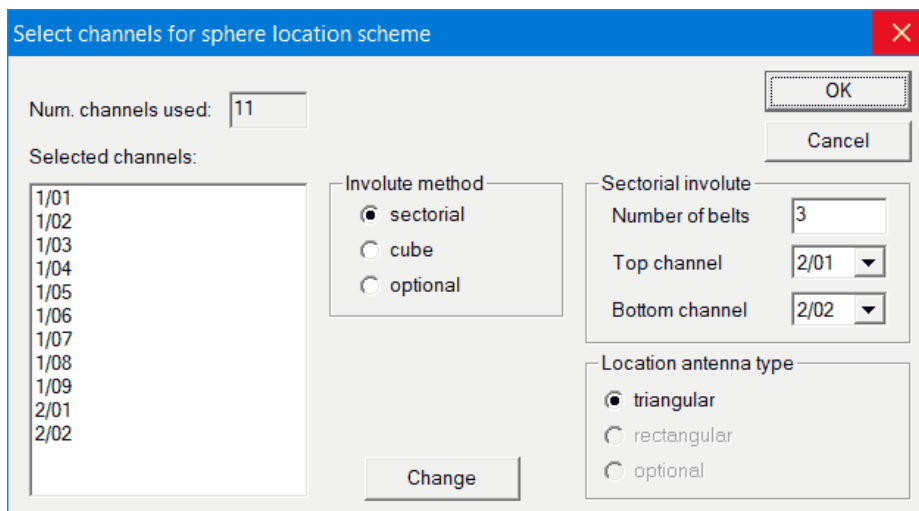 Select channels for sphere location scheme
Num. channels used: 11
OK
Cancel
Selected channels:
1/01
1/02
1/03
1/04
1/05
1/06
1/07
1/08
1/09
2/01
2/02
Involute method
sectorial
cube
optional
Sectorial involute
Number of belts 3
Top channel 2/01
Bottom channel 2/02
Location antenna type
triangular
rectangular
optional
Change